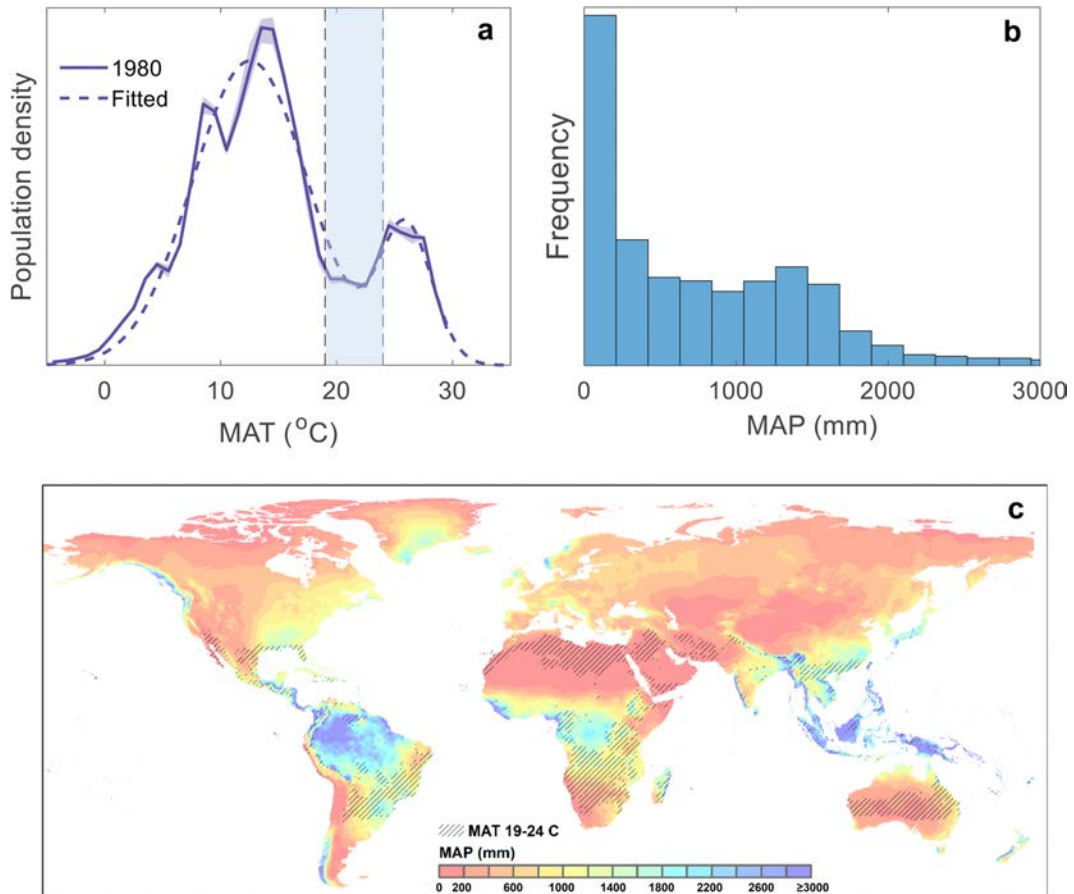 a
1980
Fitted
Population density
0 10 20 30
MAT (°C)
b
Frequency
0 1000 2000 3000
MAP (mm)
c
MAT 19-24 C
MAP (mm)
0 200 600 1000 1400 1800 2200 2600 ≥3000